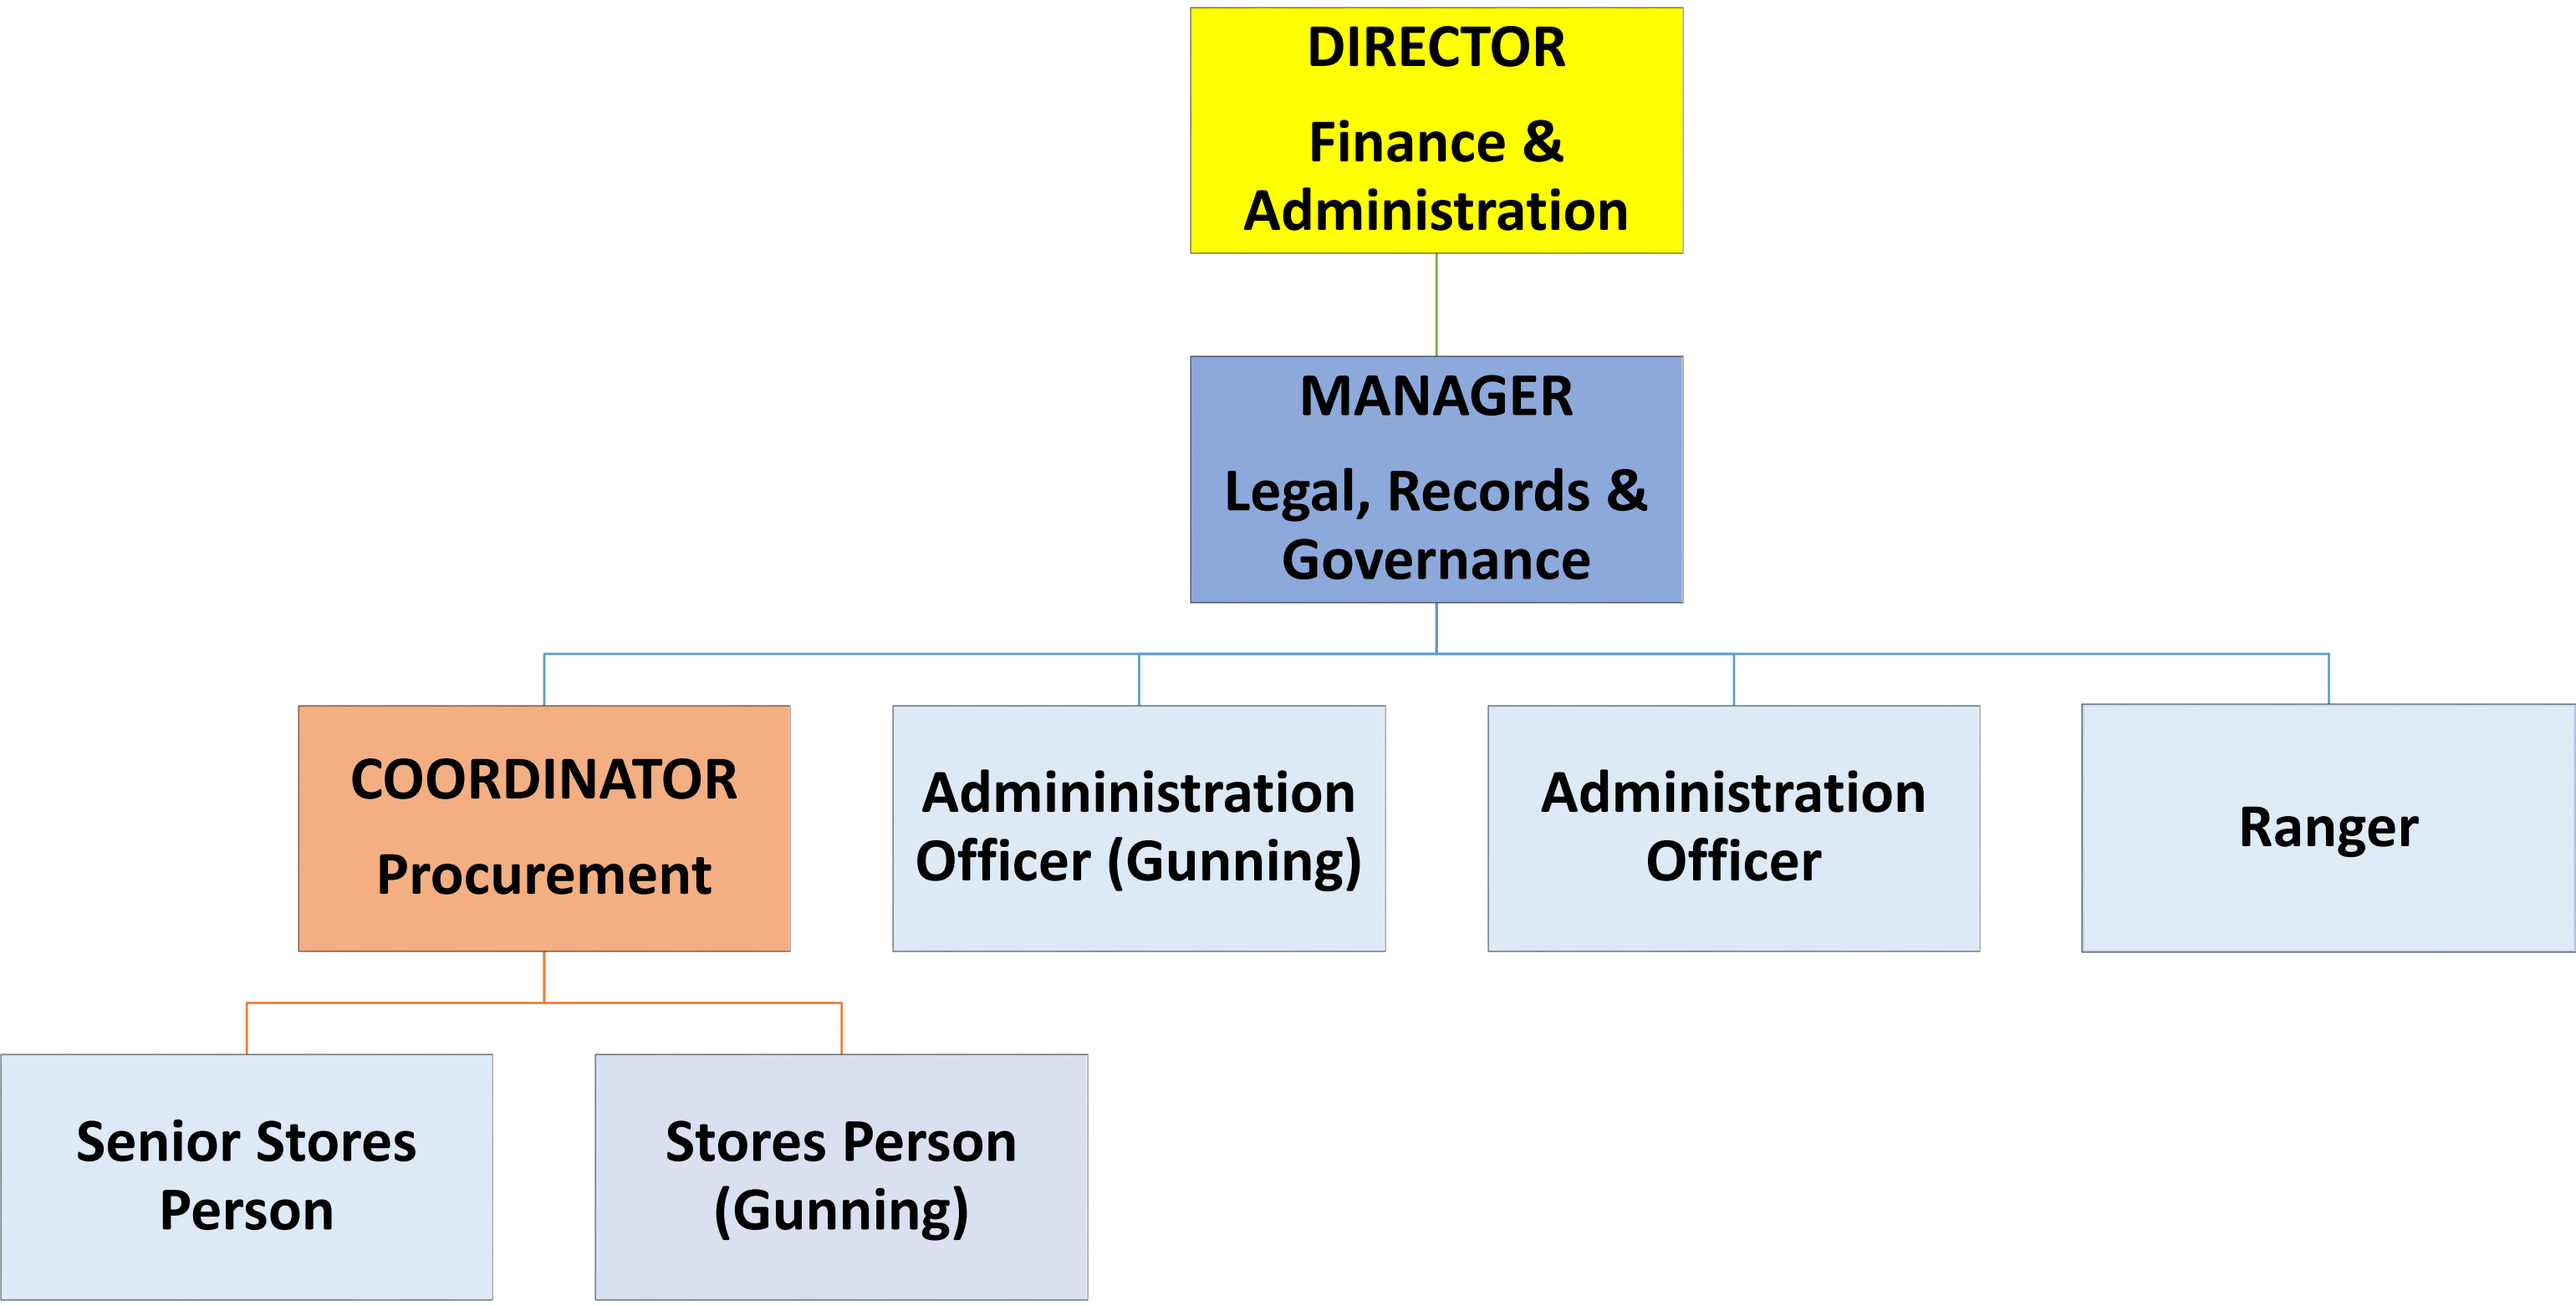 DIRECTOR
Finance &
Administration
MANAGER
Legal, Records &
Governance
COORDINATOR
Procurement
Admininistration
Officer (Gunning)
Administration
Officer
Ranger
Senior Stores
Person
Stores Person
(Gunning)